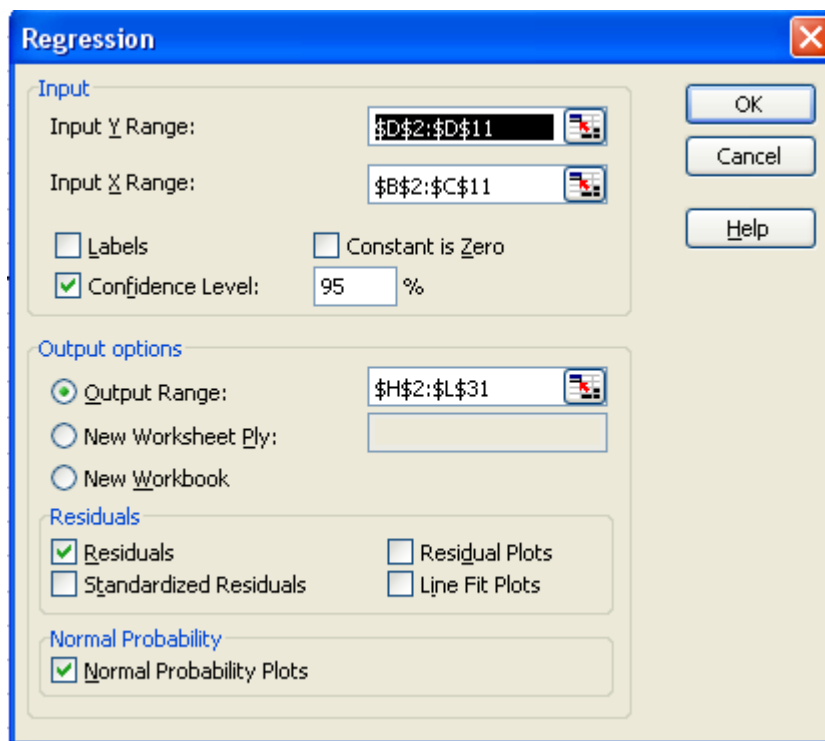 Regression
Input
Input Y Range: $D$2:$D$11
Input X Range: $B$2:$C$11
Labels Constant is Zero
Confidence Level: 95 %
OK
Cancel
Help
Output options
Output Range: $H$2:$L$31
New Worksheet Ply:
New Workbook
Residuals
Residuals Residual Plots
Standardized Residuals Line Fit Plots
Normal Probability
Normal Probability Plots